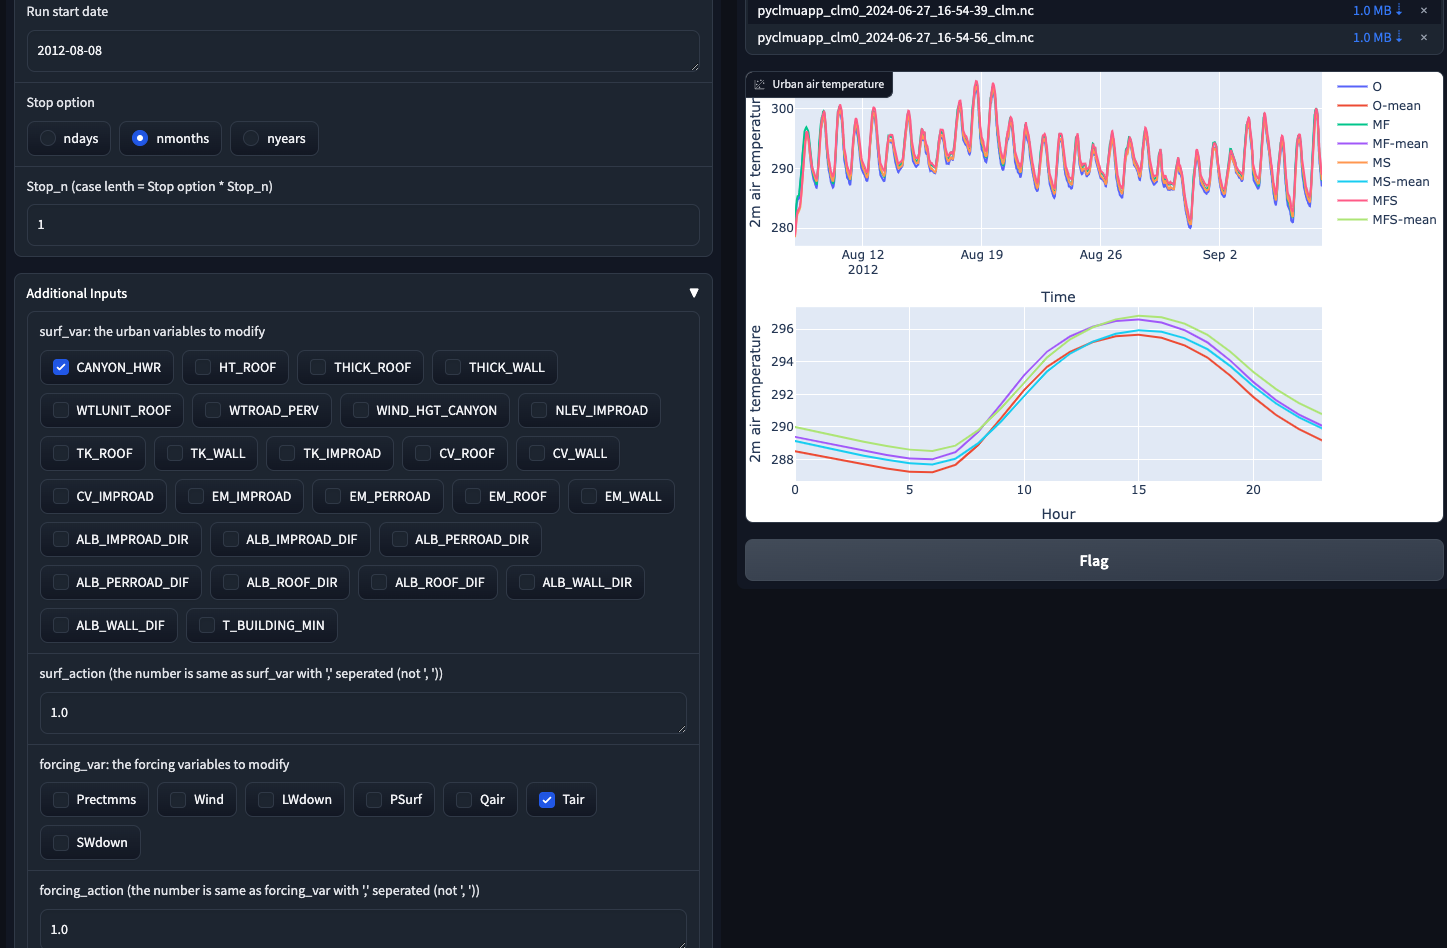 Run start date
2012-08-08
Stop option
ndays
nmonths
nyears
Stop_n (case lenth = Stop option * Stop_n)
1
Additional Inputs
▼
surf_var: the urban variables to modify
CANYON_HWR
HT_ROOF
THICK_ROOF
THICK_WALL
WTLUNIT_ROOF
WTROAD_PERV
WIND_HGT_CANYON
NLEV_IMPROAD
TK_ROOF
TK_WALL
TK_IMPROAD
CV_ROOF
CV_WALL
CV_IMPROAD
EM_IMPROAD
EM_PERROAD
EM_ROOF
EM_WALL
ALB_IMPROAD_DIR
ALB_IMPROAD_DIF
ALB_PERROAD_DIR
ALB_PERROAD_DIF
ALB_ROOF_DIR
ALB_ROOF_DIF
ALB_WALL_DIR
ALB_WALL_DIF
T_BUILDING_MIN
surf_action (the number is same as surf_var with ',' seperated (not ', '))
1.0
forcing_var: the forcing variables to modify
Prectmms
Wind
LWdown
PSurf
Qair
Tair
SWdown
forcing_action (the number is same as forcing_var with ',' seperated (not ', '))
1.0
pyclmuapp_clm0_2024-06-27_16-54-39_clm.nc
1.0 MB ⇣ ×
pyclmuapp_clm0_2024-06-27_16-54-56_clm.nc
1.0 MB ⇣ ×
Urban air temperature
2m air temperature
300
290
280
Aug 12
2012
Aug 19
Aug 26
Sep 2
Time
O
O-mean
MF
MF-mean
MS
MS-mean
MFS
MFS-mean
2m air temperature
296
294
292
290
288
0
5
10
15
20
Hour
Flag